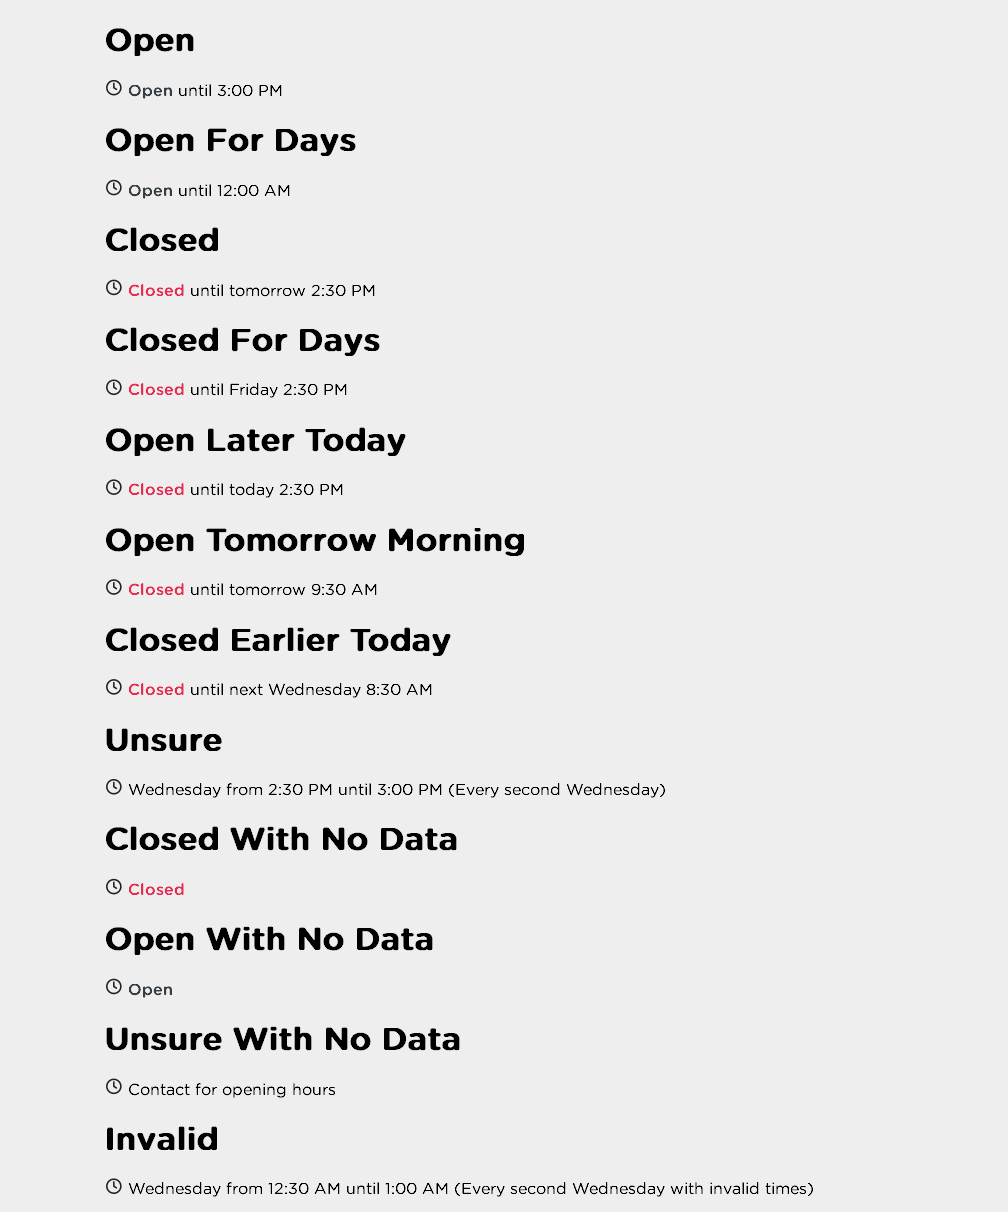 Open
Open until 3:00 PM
Open For Days
Open until 12:00 AM
Closed
Closed until tomorrow 2:30 PM
Closed For Days
Closed until Friday 2:30 PM
Open Later Today
Closed until today 2:30 PM
Open Tomorrow Morning
Closed until tomorrow 9:30 AM
Closed Earlier Today
Closed until next Wednesday 8:30 AM
Unsure
Wednesday from 2:30 PM until 3:00 PM (Every second Wednesday)
Closed With No Data
Closed
Open With No Data
Open
Unsure With No Data
Contact for opening hours
Invalid
Wednesday from 12:30 AM until 1:00 AM (Every second Wednesday with invalid times)